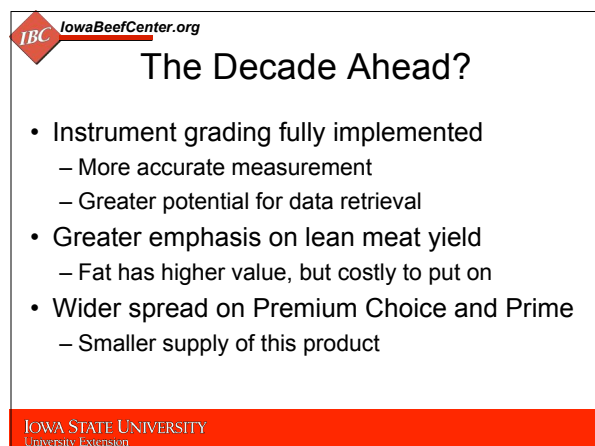 IBC
IowaBeefCenter.org
The Decade Ahead?
• Instrument grading fully implemented
– More accurate measurement
– Greater potential for data retrieval
• Greater emphasis on lean meat yield
– Fat has higher value, but costly to put on
• Wider spread on Premium Choice and Prime
– Smaller supply of this product
IOWA STATE UNIVERSITY
University Extension